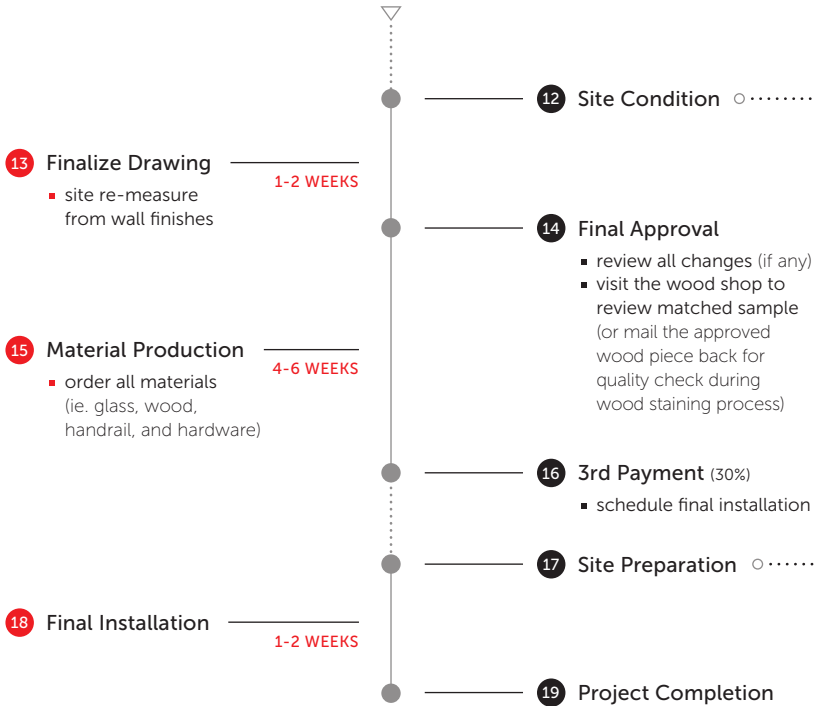 12 Site Condition
13 Finalize Drawing
1-2 WEEKS
site re-measure
from wall finishes
14 Final Approval
review all changes (if any)
visit the wood shop to
review matched sample
(or mail the approved
wood piece back for
quality check during
wood staining process)
15 Material Production
4-6 WEEKS
order all materials
(ie. glass, wood,
handrail, and hardware)
16 3rd Payment (30%)
schedule final installation
17 Site Preparation
18 Final Installation
1-2 WEEKS
19 Project Completion